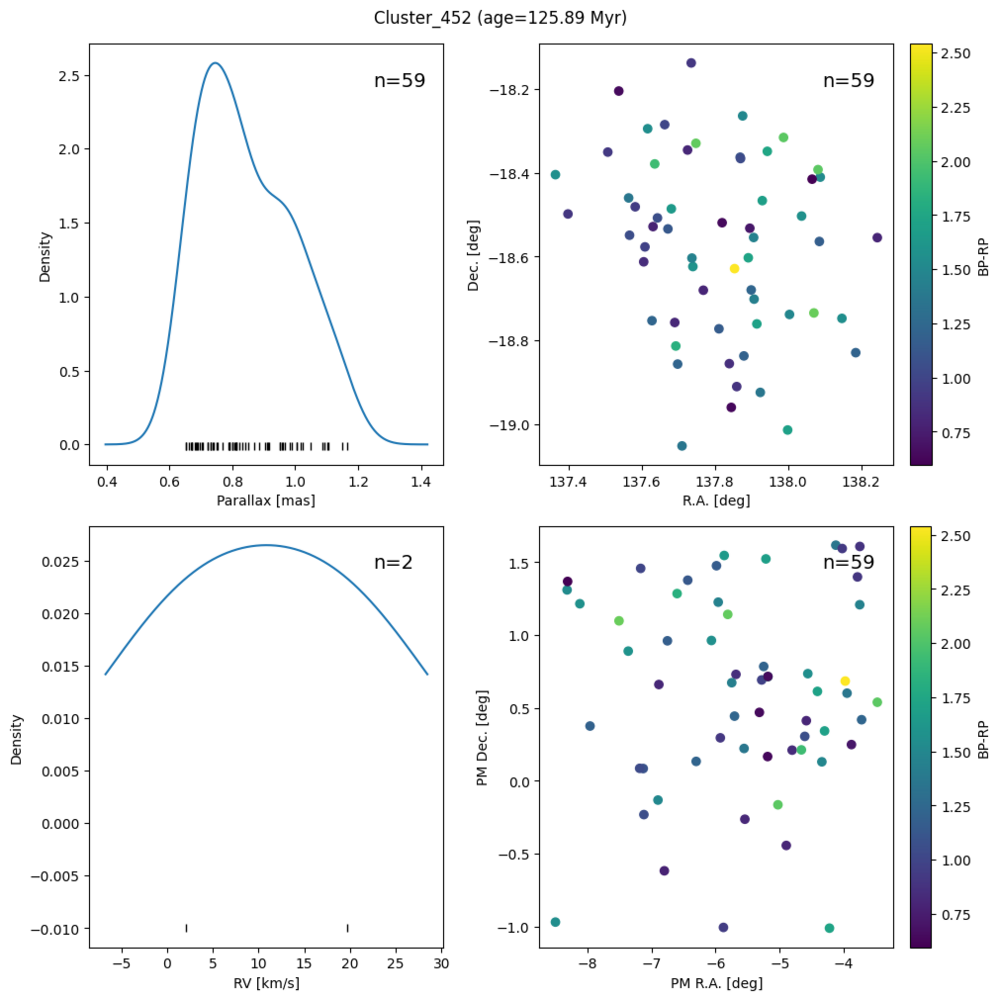 Cluster_452 (age=125.89 Myr)
n=59
2.5
2.0
1.5
1.0
0.5
0.0
Density
0.4 0.6 0.8 1.0 1.2 1.4
Parallax [mas]
n=59
−18.2
−18.4
−18.6
−18.8
−19.0
Dec. [deg]
137.4 137.6 137.8 138.0 138.2
R.A. [deg]
2.50
2.25
2.00
1.75
1.50
1.25
1.00
0.75
BP-RP
n=2
0.025
0.020
0.015
0.010
0.005
0.000
−0.005
−0.010
Density
−5 0 5 10 15 20 25 30
RV [km/s]
n=59
1.5
1.0
0.5
0.0
−0.5
−1.0
PM Dec. [deg]
−8 −7 −6 −5 −4
PM R.A. [deg]
2.50
2.25
2.00
1.75
1.50
1.25
1.00
0.75
BP-RP